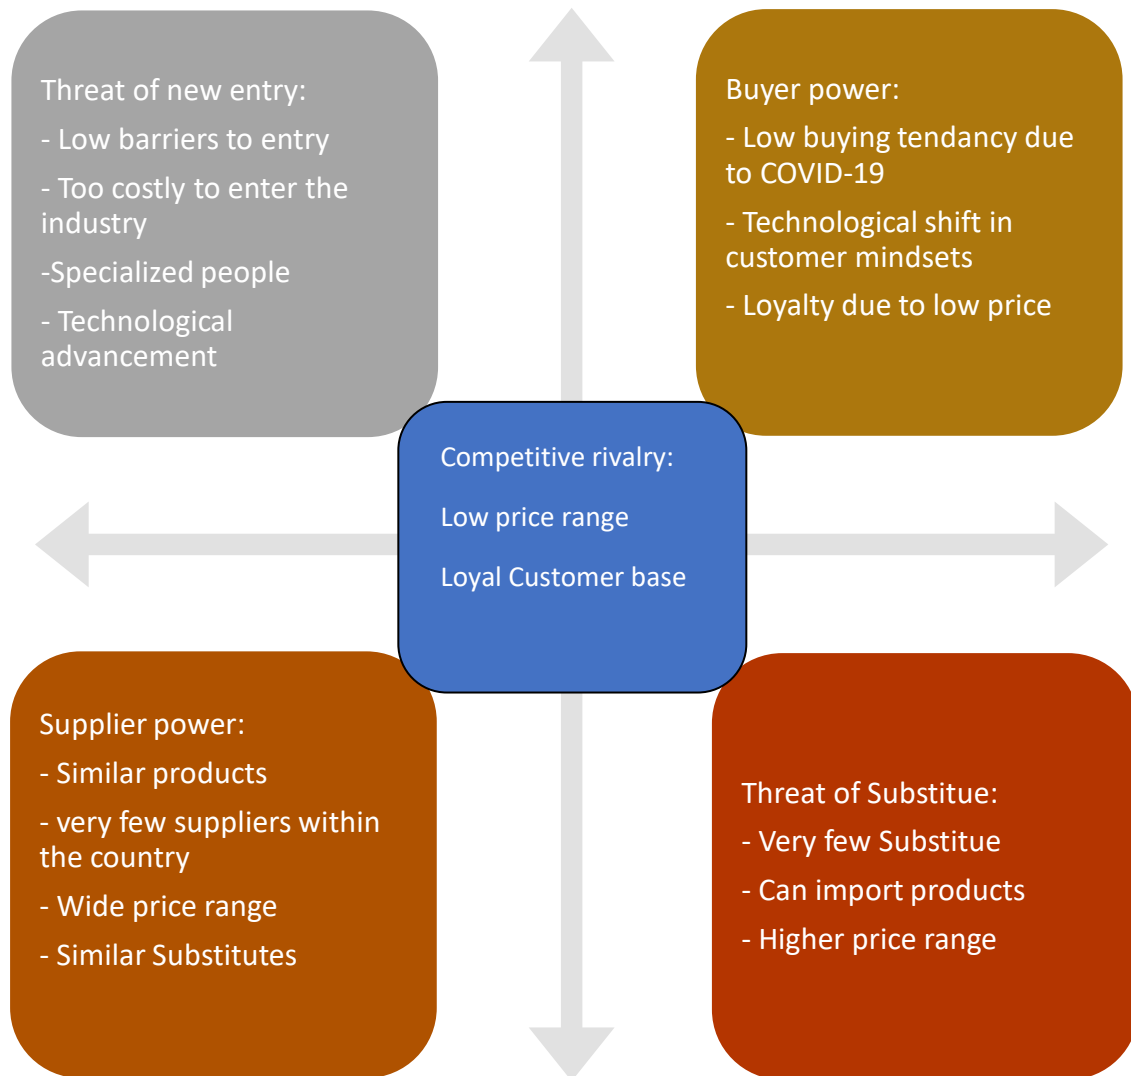 Threat of new entry:
- Low barriers to entry
- Too costly to enter the
industry
-Specialized people
- Technological
advancement
Buyer power:
- Low buying tendancy due
to COVID-19
- Technological shift in
customer mindsets
- Loyalty due to low price
Competitive rivalry:
Low price range
Loyal Customer base
Supplier power:
- Similar products
- very few suppliers within
the country
- Wide price range
- Similar Substitutes
Threat of Substitue:
- Very few Substitue
- Can import products
- Higher price range